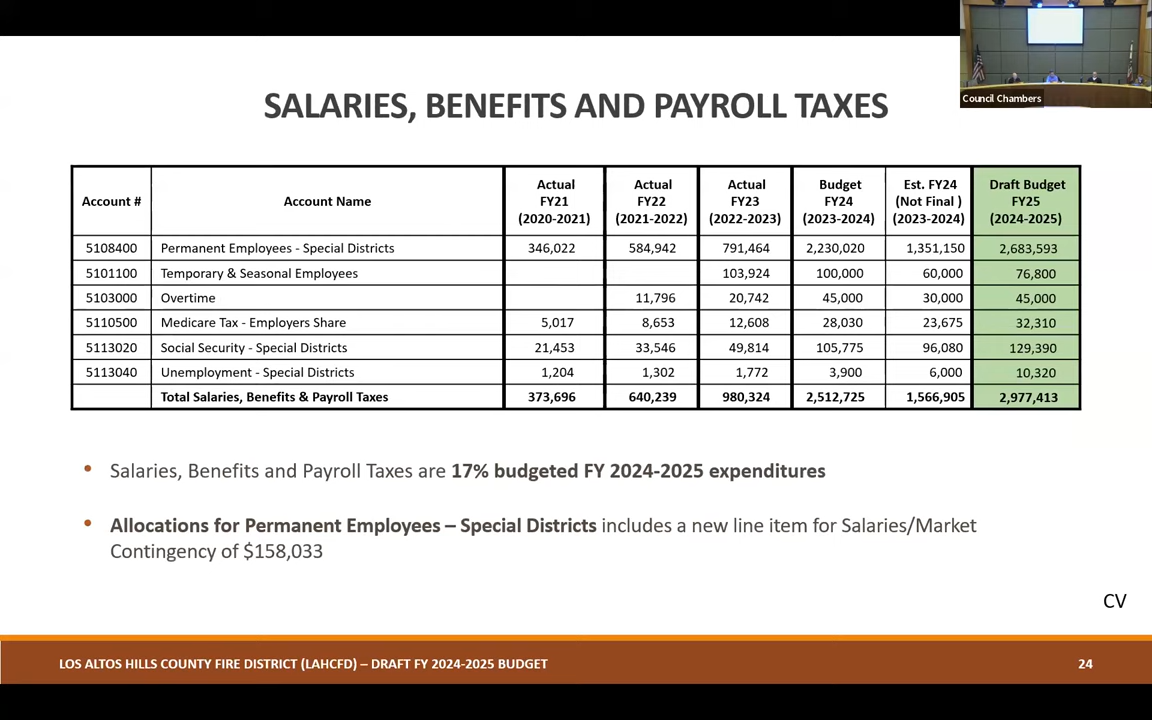 Council Chambers
SALARIES, BENEFITS AND PAYROLL TAXES
Account # Account Name Actual FY21 (2020-2021) Actual FY22 (2021-2022) Actual FY23 (2022-2023) Budget FY24 (2023-2024) Est. FY24 (Not Final ) (2023-2024) Draft Budget FY25 (2024-2025)
5108400 Permanent Employees - Special Districts 346,022 584,942 791,464 2,230,020 1,351,150 2,683,593
5101100 Temporary & Seasonal Employees 103,924 100,000 60,000 76,800
5103000 Overtime 11,796 20,742 45,000 30,000 45,000
5110500 Medicare Tax - Employers Share 5,017 8,653 12,608 28,030 23,675 32,310
5113020 Social Security - Special Districts 21,453 33,546 49,814 105,775 96,080 129,390
5113040 Unemployment - Special Districts 1,204 1,302 1,772 3,900 6,000 10,320
Total Salaries, Benefits & Payroll Taxes 373,696 640,239 980,324 2,512,725 1,566,905 2,977,413
• Salaries, Benefits and Payroll Taxes are 17% budgeted FY 2024-2025 expenditures
• Allocations for Permanent Employees – Special Districts includes a new line item for Salaries/Market
Contingency of $158,033
CV
LOS ALTOS HILLS COUNTY FIRE DISTRICT (LAHCFD) – DRAFT FY 2024-2025 BUDGET 24